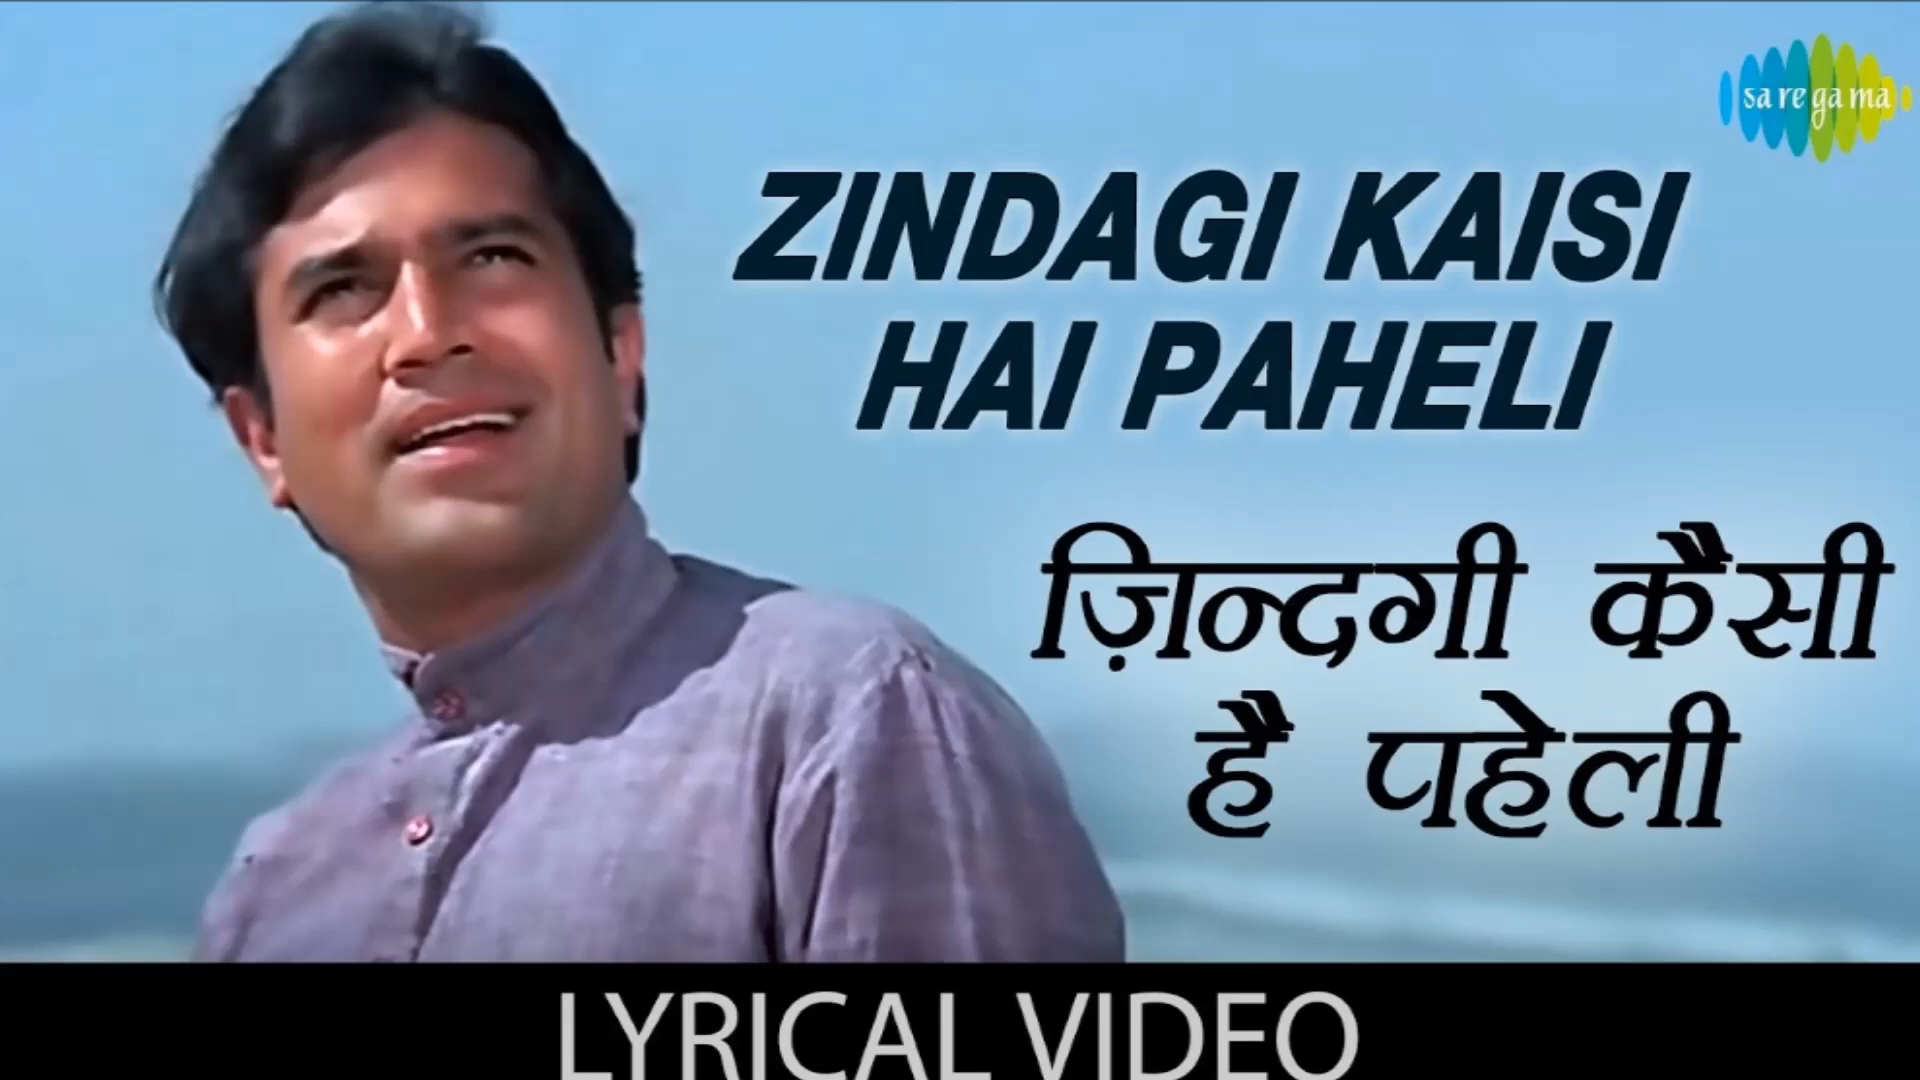 saregama
ZINDAGI KAISI
HAI PAHELI
ज़िन्दगी कैसी
है पहेली
LYRICAL VIDEO